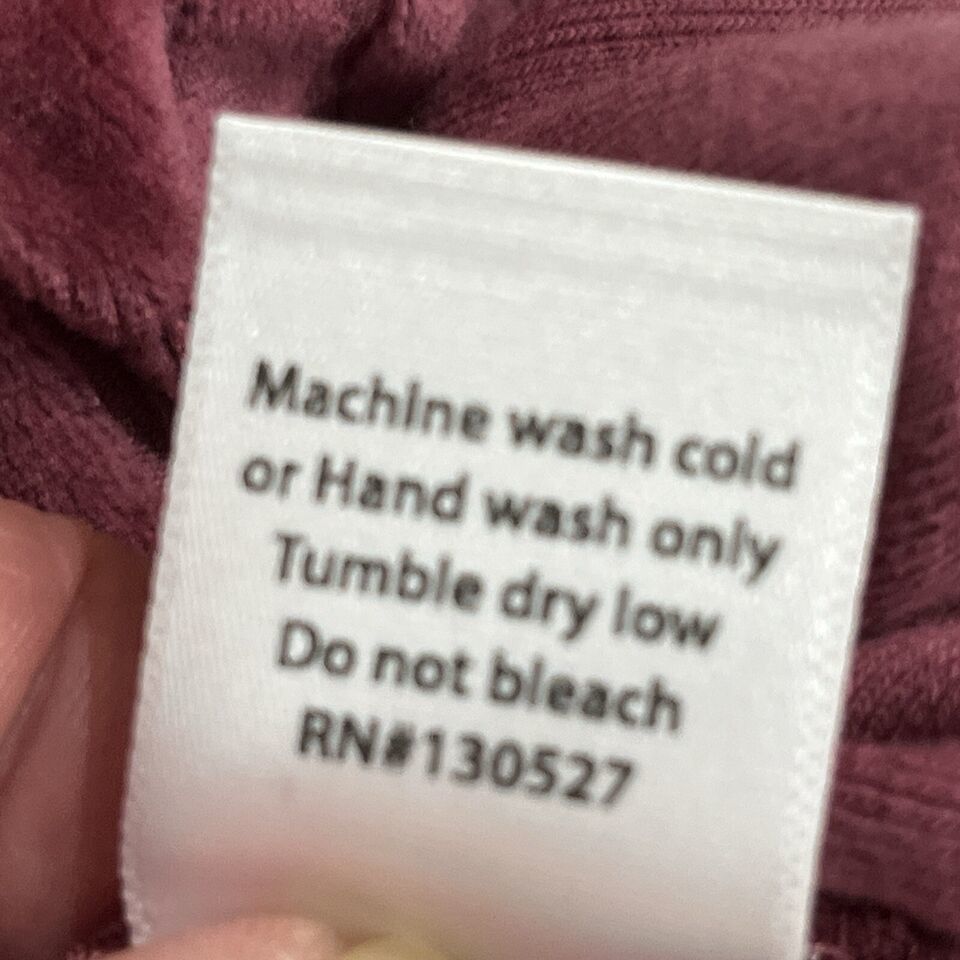 Machine wash cold
or Hand wash only
Tumble dry low
Do not bleach
RN#130527